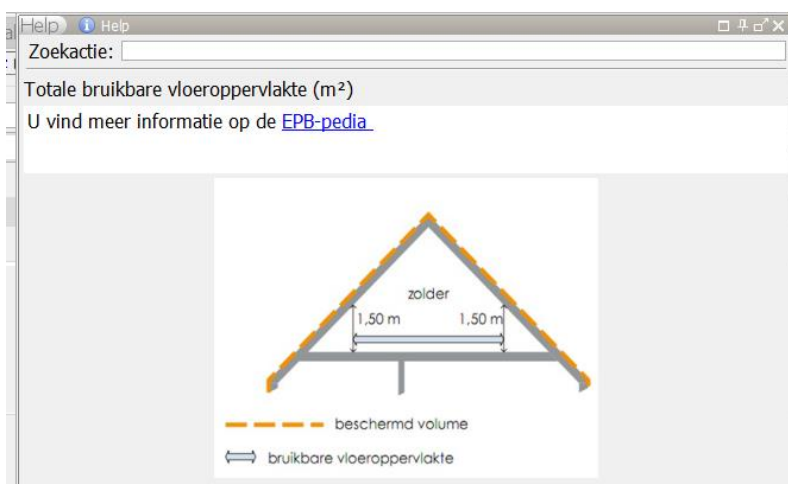 Help Help
Zoekactie:
Totale bruikbare vloeroppervlakte (m²)
U vind meer informatie op de EPB-pedia
zolder
1,50 m 1,50 m
beschermd volume
bruikbare vloeroppervlakte